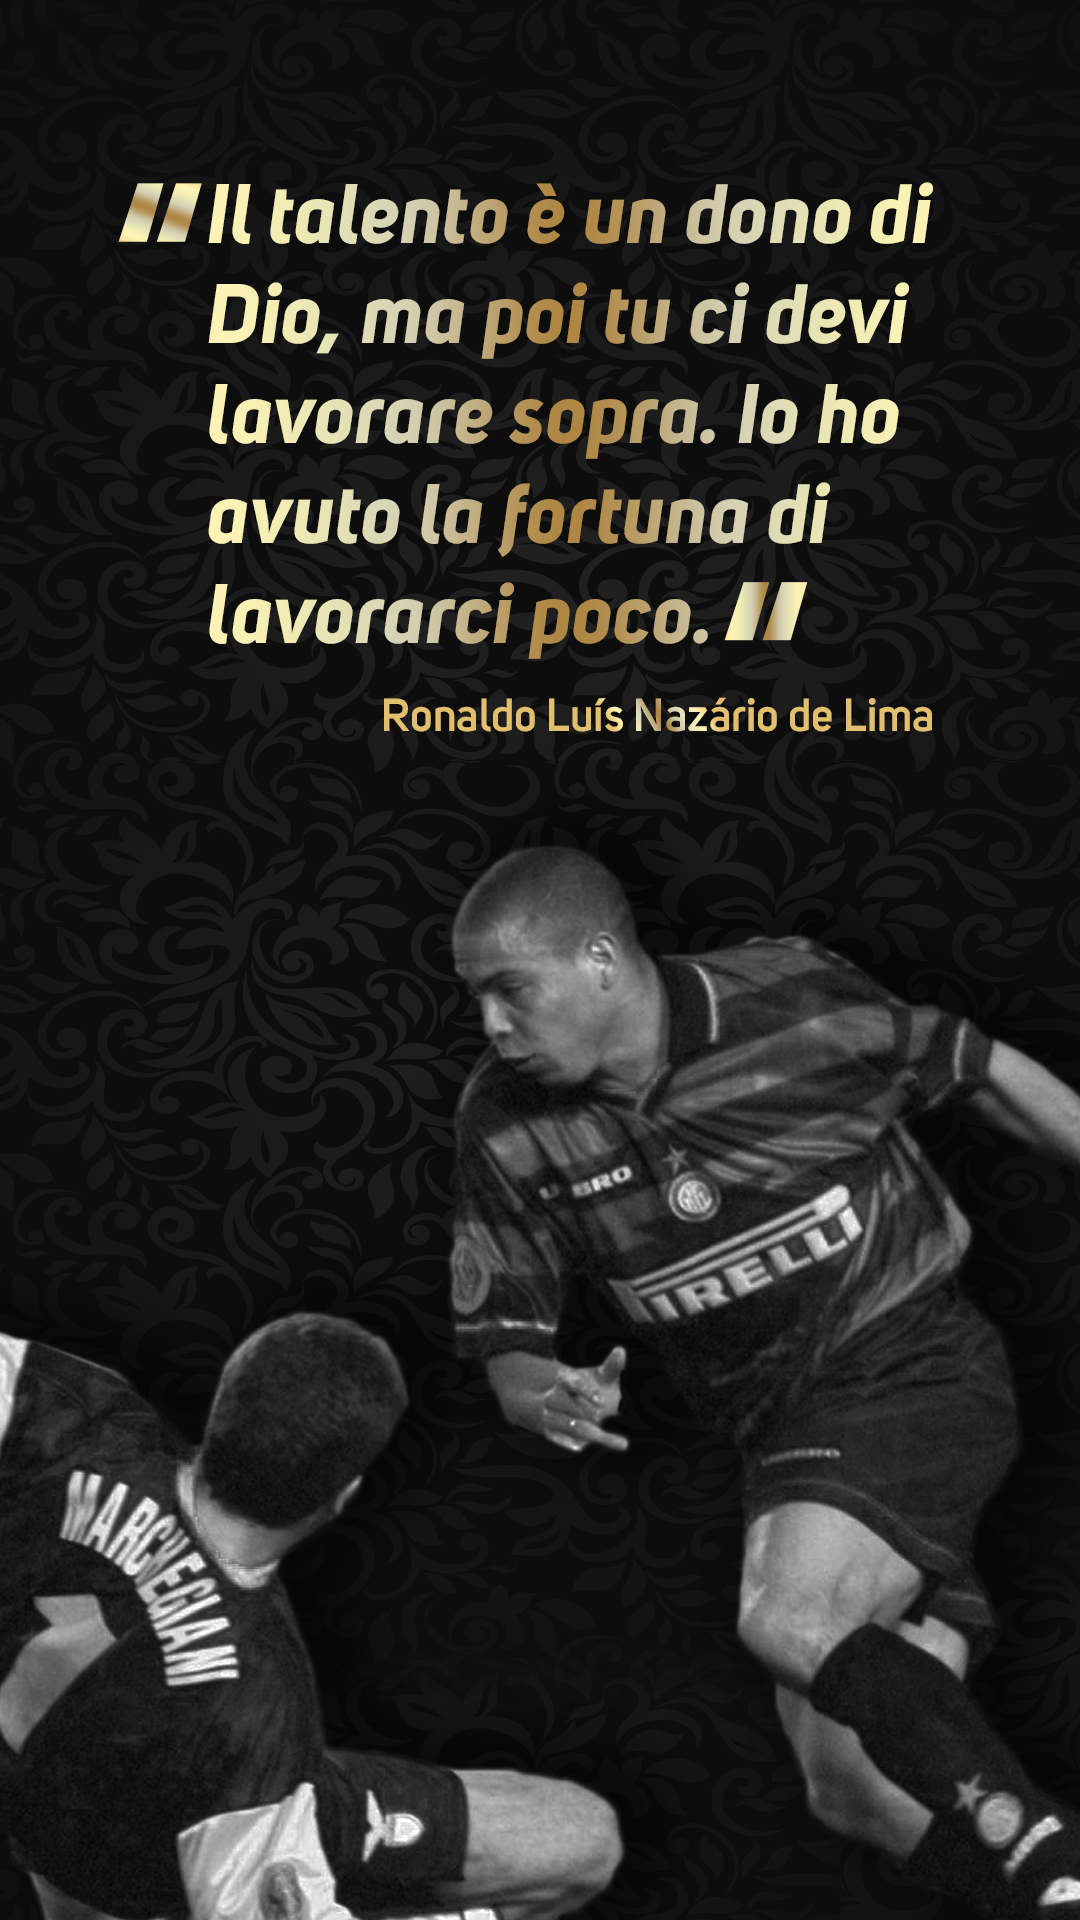 "Il talento è un dono di
Dio, ma poi tu ci devi
lavorare sopra. Io ho
avuto la fortuna di
lavorarci poco."
Ronaldo Luís Nazário de Lima
UMBRO
PIRELLI
UMBRO
MARCHEGIANI